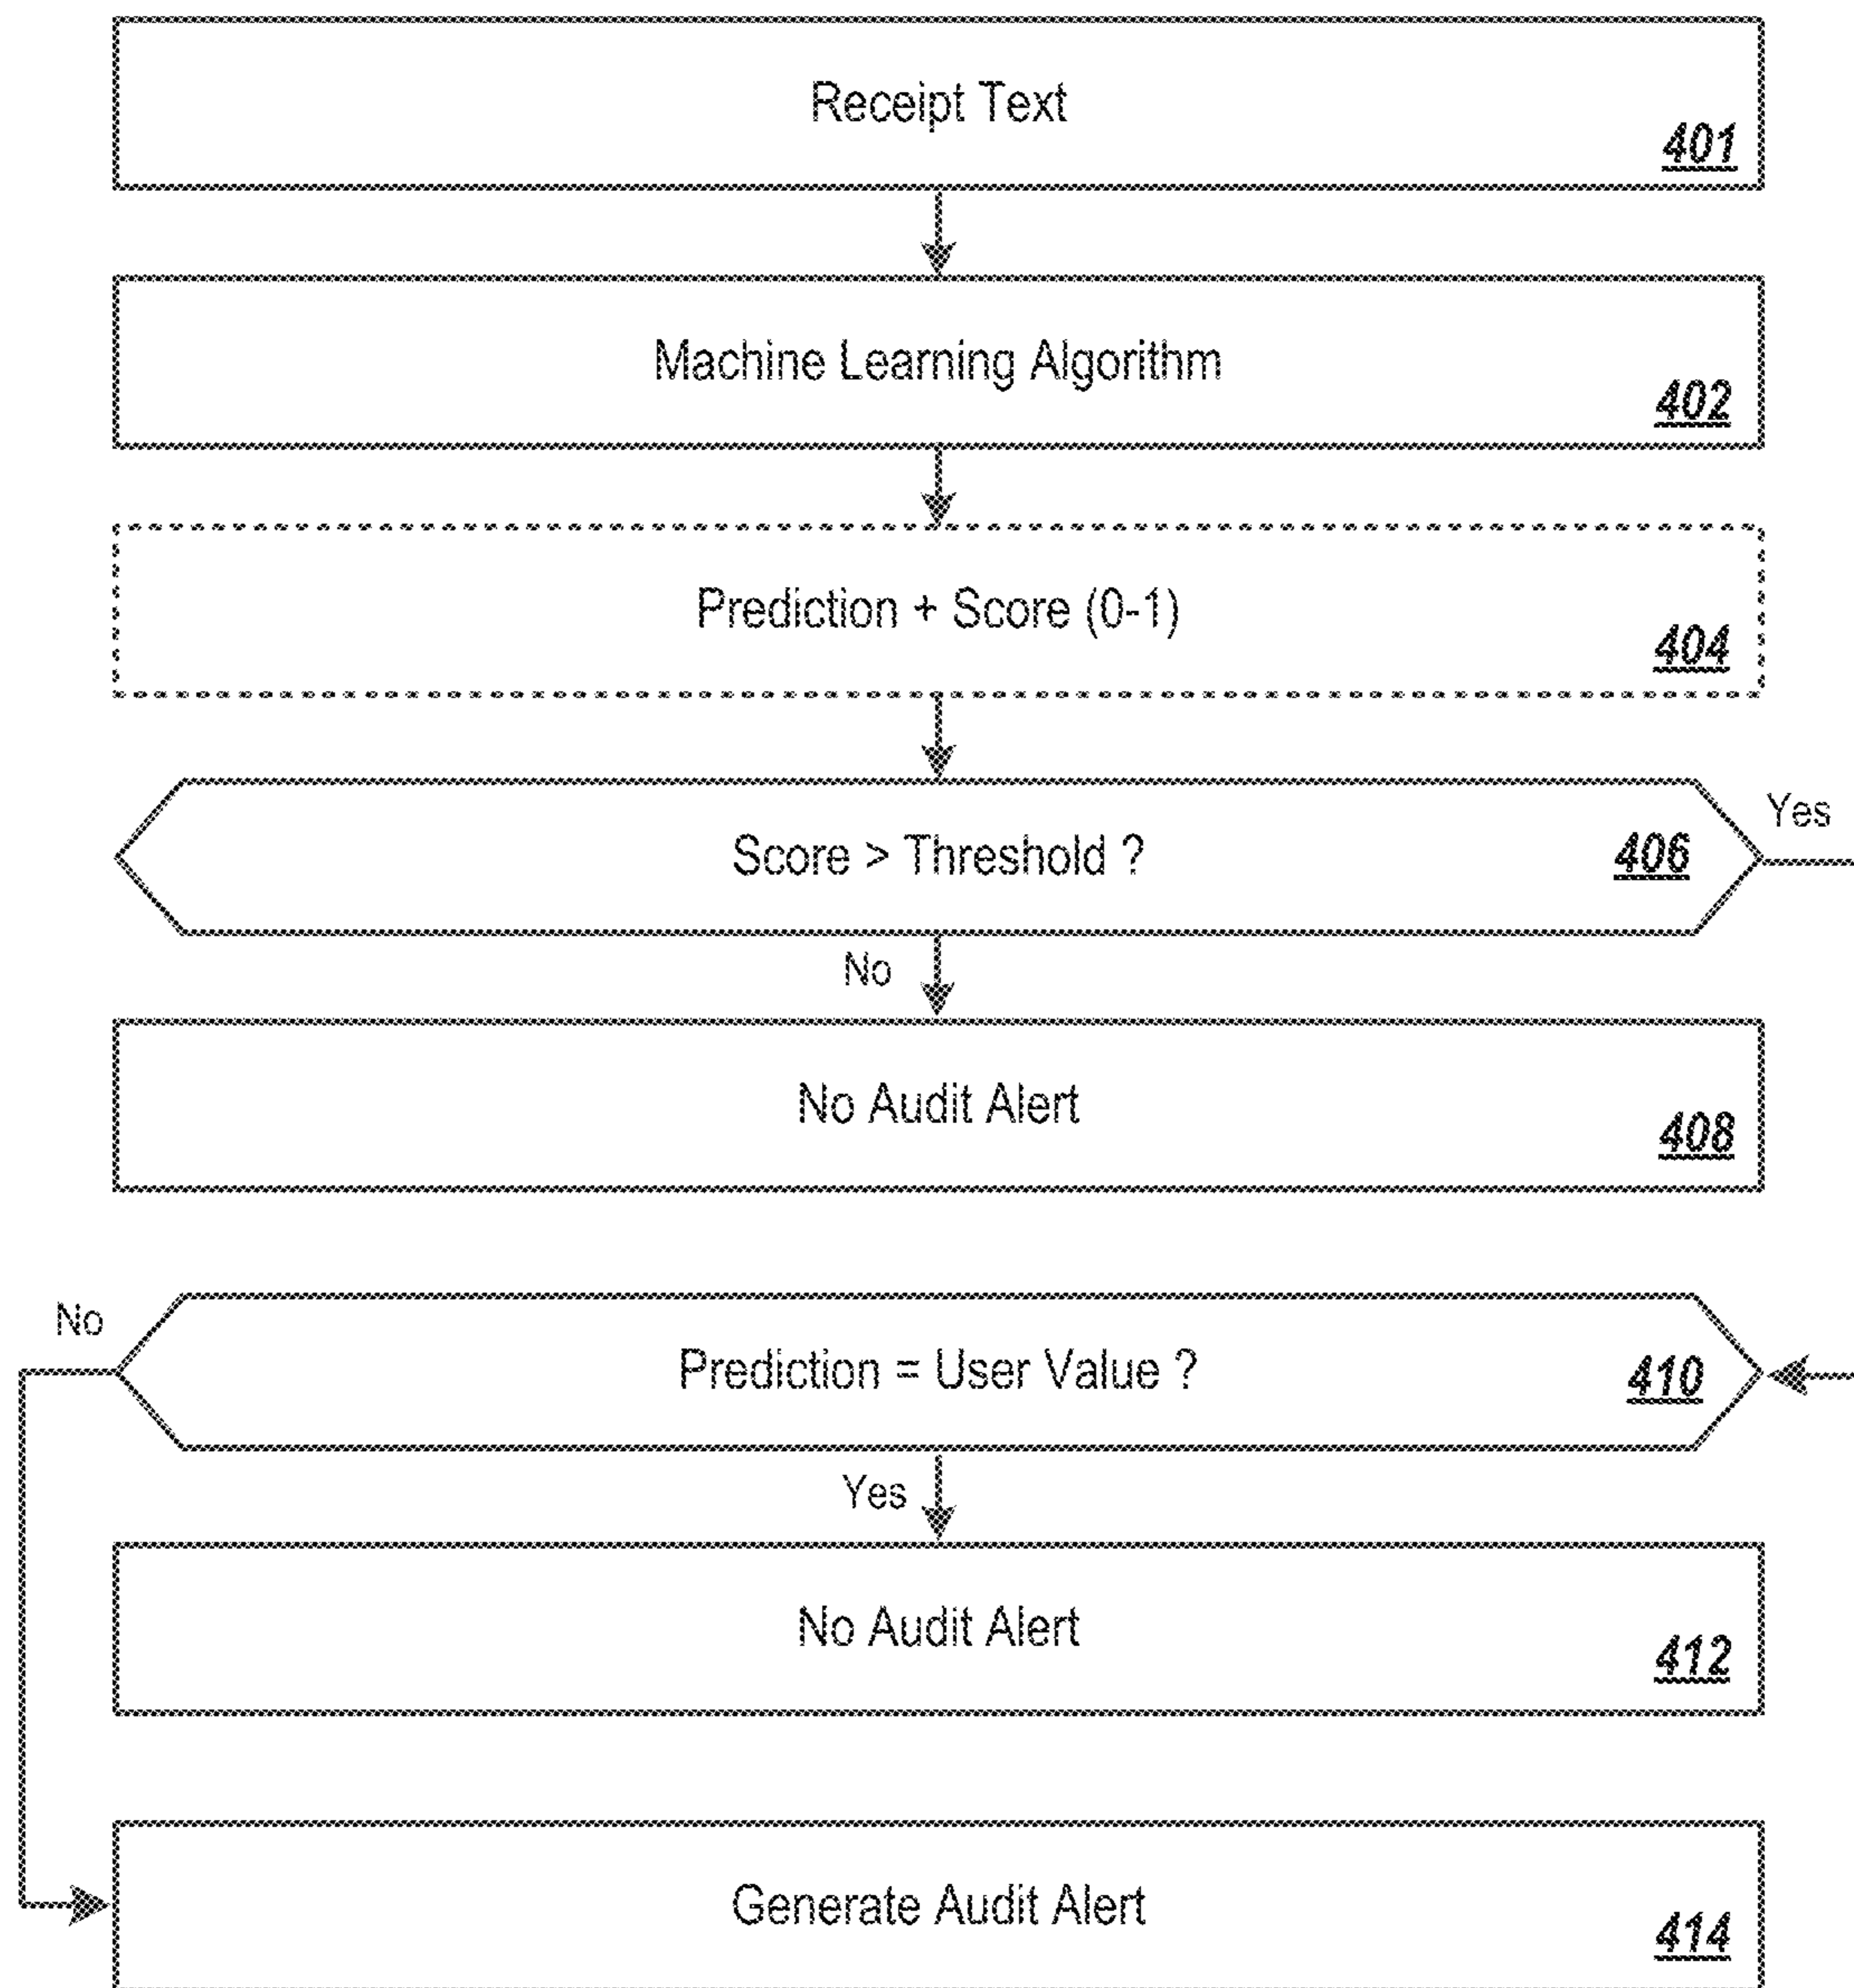 Receipt Text
401
Machine Learning Algorithm
402
Prediction + Score (0-1)
404
Yes
Score > Threshold ?
406
No
No Audit Alert
408
No
Prediction = User Value ?
410
Yes
No Audit Alert
412
Generate Audit Alert
414